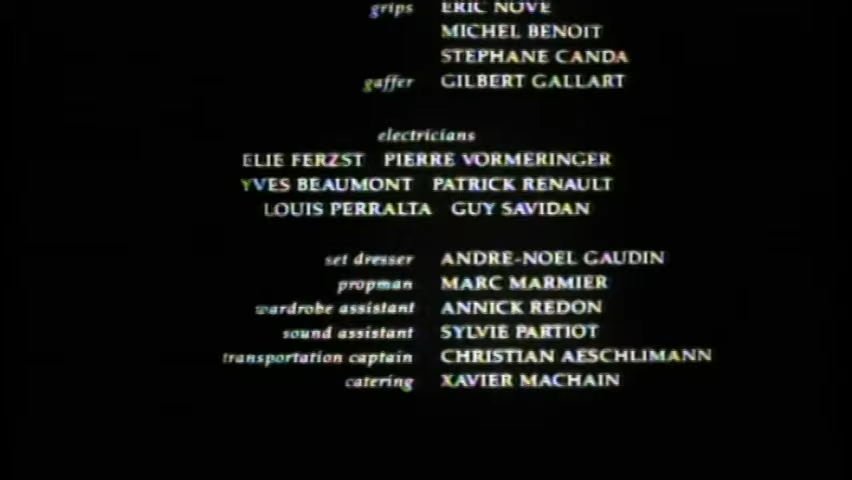 grips ERIC NOVE
MICHEL BENOIT
STEPHANE CANDA
gaffer GILBERT GALLART
electricians
ELIE FERZST PIERRE VORMERINGER
YVES BEAUMONT PATRICK RENAULT
LOUIS PERRALTA GUY SAVIDAN
set dresser ANDRE-NOEL GAUDIN
propman MARC MARMIER
wardrobe assistant ANNICK REDON
sound assistant SYLVIE PARTIOT
transportation captain CHRISTIAN AESCHLIMANN
catering XAVIER MACHAIN